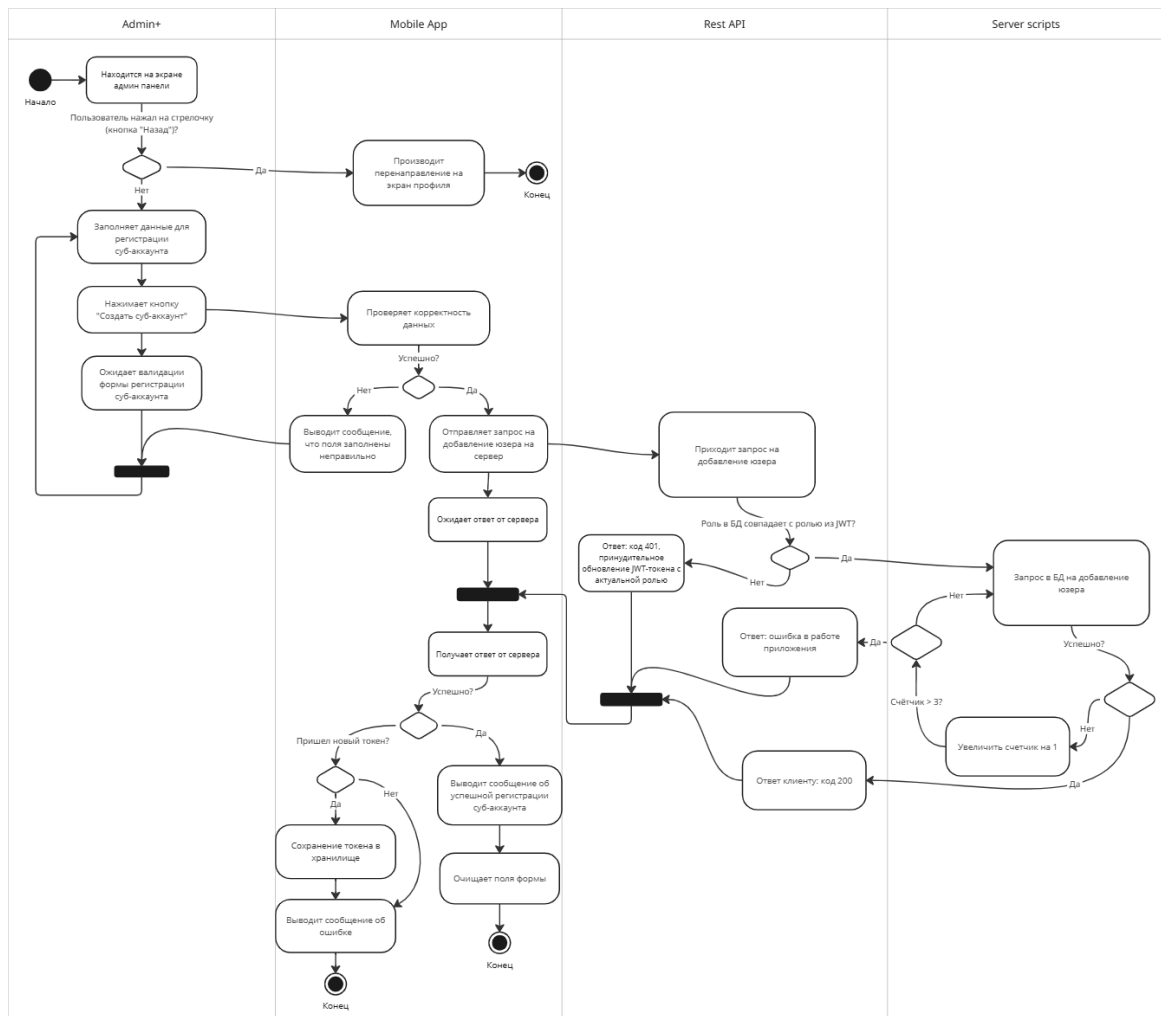 Admin+
Mobile App
Rest API
Server scripts
Начало
Находится на экране
админ панели
Пользователь нажал на стрелочку
(кнопка "Назад")?
Да
Нет
Производит
перенаправление на
экран профиля
Конец
Заполняет данные для
регистрации
суб-аккаунта
Нажимает кнопку
"Создать суб-аккаунт"
Ожидает валидации
формы регистрации
суб-аккаунта
Проверяет корректность
данных
Успешно?
Нет
Да
Выводит сообщение,
что поля заполнены
неправильно
Отправляет запрос на
добавление юзера на
сервер
Ожидает ответ от сервера
Приходит запрос на
добавление юзера
Роль в БД совпадает с ролью из JWT?
Да
Нет
Ответ: код 401,
принудительное
обновление JWT-токена с
актуальной ролью
Запрос в БД на добавление
юзера
Успешно?
Нет
Да
Ответ: ошибка в работе
приложения
Счётчик > 3?
Нет
Увеличить счетчик на 1
Да
Ответ клиенту: код 200
Получает ответ от сервера
Успешно?
Да
Пришел новый токен?
Нет
Да
Выводит сообщение об
успешной регистрации
суб-аккаунта
Сохранение токена в
хранилище
Очищает поля формы
Выводит сообщение об
ошибке
Конец
Конец